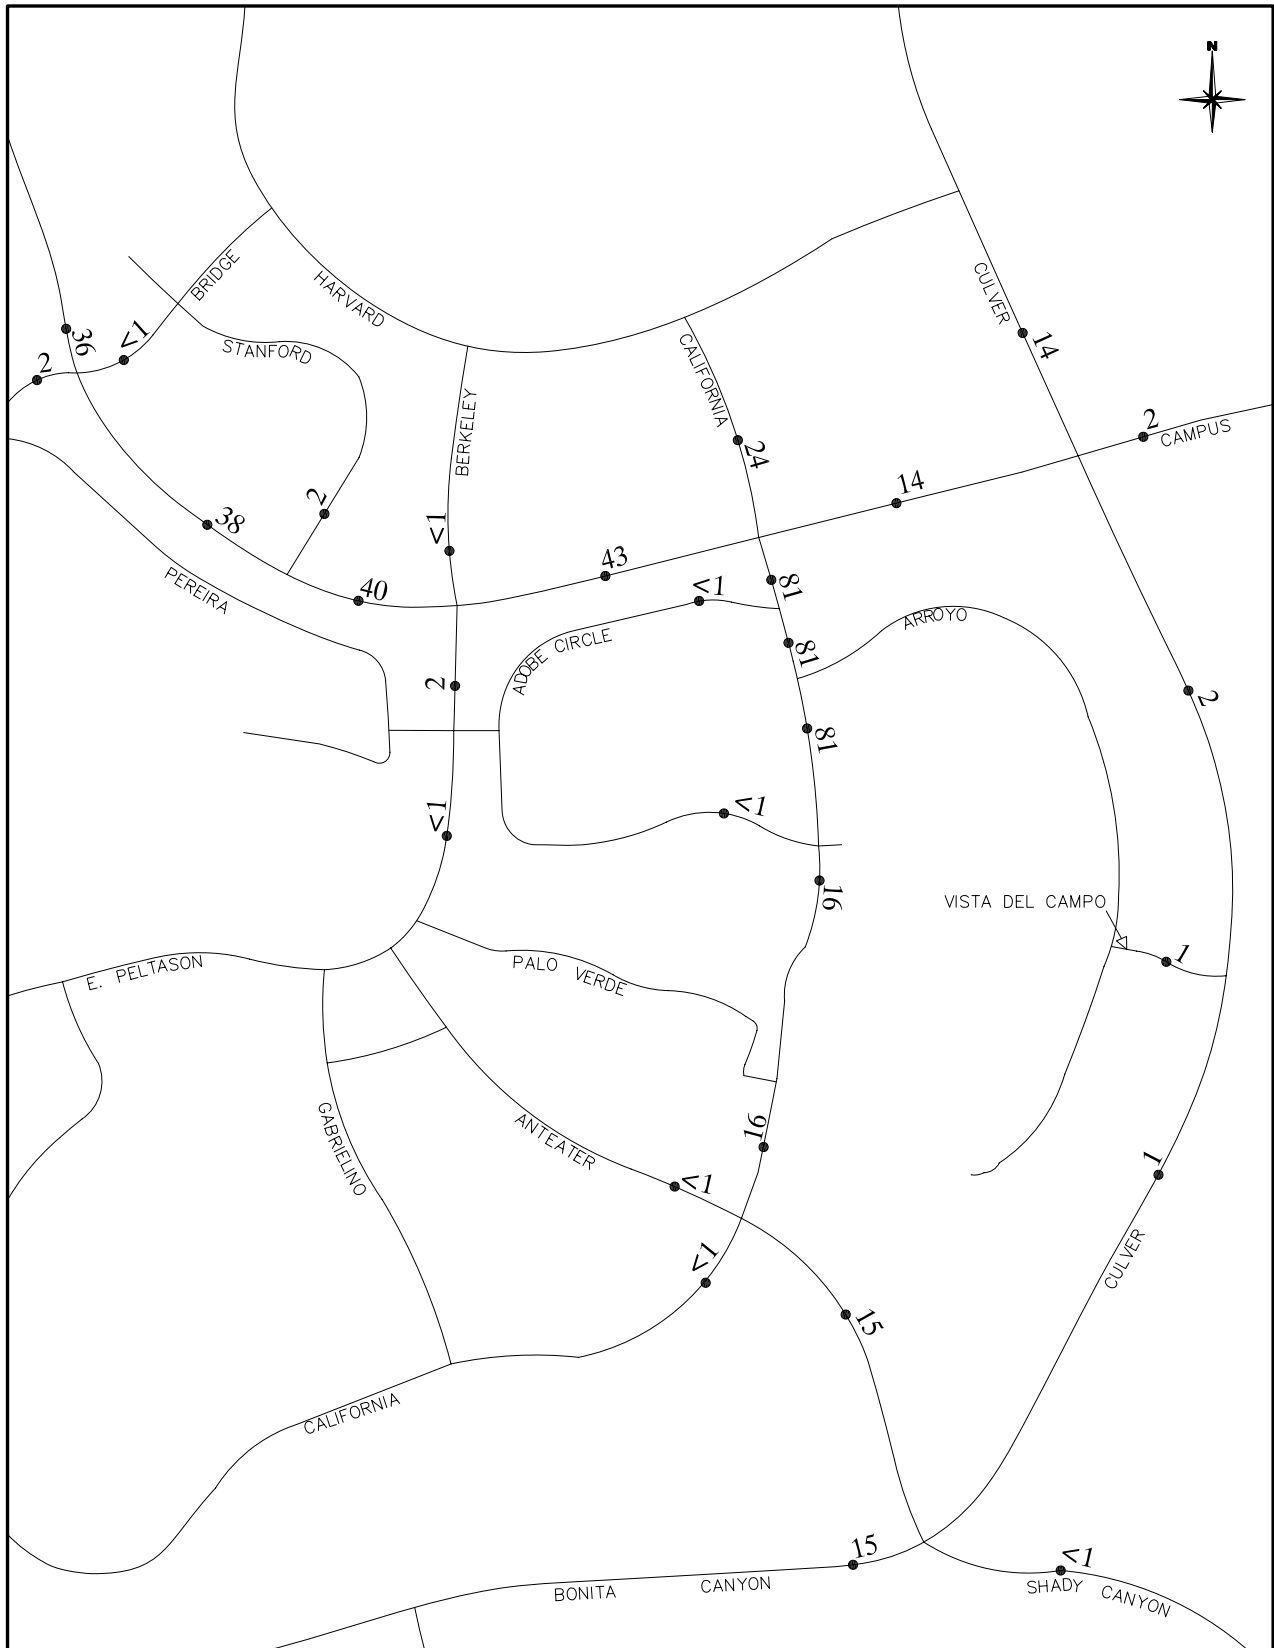 N
BRIDGE
HARVARD
CULVER
36
<1
2
STANFORD
CALIFORNIA
14
BERKELEY
2
CAMPUS
24
14
38
2
<1
43
40
<1
81
PEREIRA
ADOBE CIRCLE
ARROYO
81
2
2
81
<1
<1
16
VISTA DEL CAMPO
1
E. PELTASON
PALO VERDE
GABRIELINO
ANTEATER
16
1
<1
CULVER
<1
15
CALIFORNIA
15
<1
BONITA CANYON
SHADY CANYON